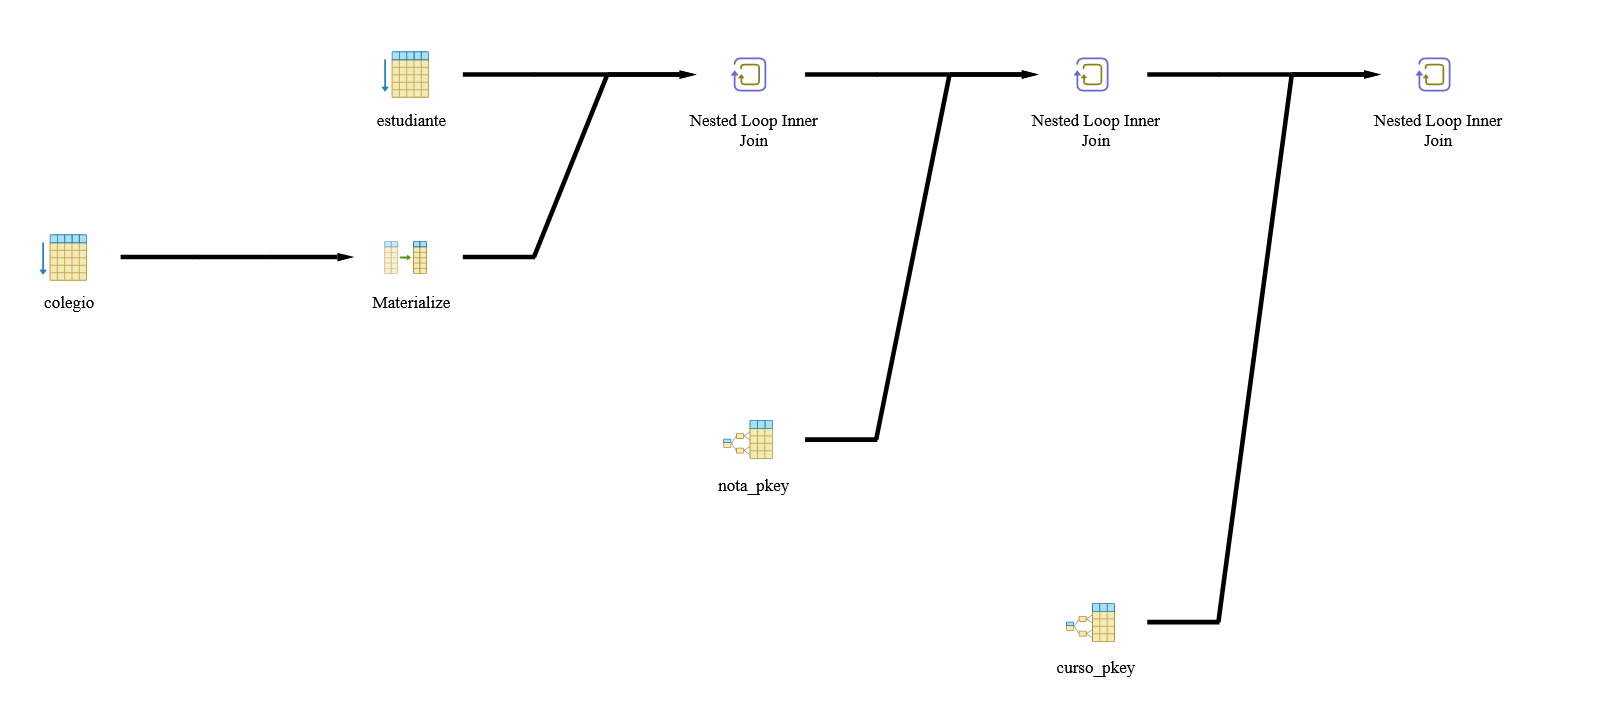 estudiante
Nested Loop Inner
Join
Nested Loop Inner
Join
Nested Loop Inner
Join
colegio
Materialize
nota_pkey
curso_pkey